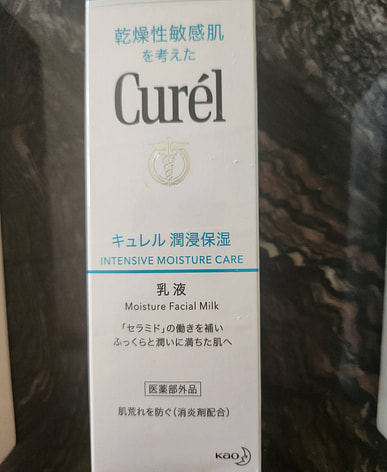 乾燥性敏感肌
を考えた
Curél
キュレル 潤浸保湿
INTENSIVE MOISTURE CARE
乳液
Moisture Facial Milk
「セラミド」の働きを補い
ふっくらと潤いに満ちた肌へ
医薬部外品
肌荒れを防ぐ(消炎剤配合)
Kao